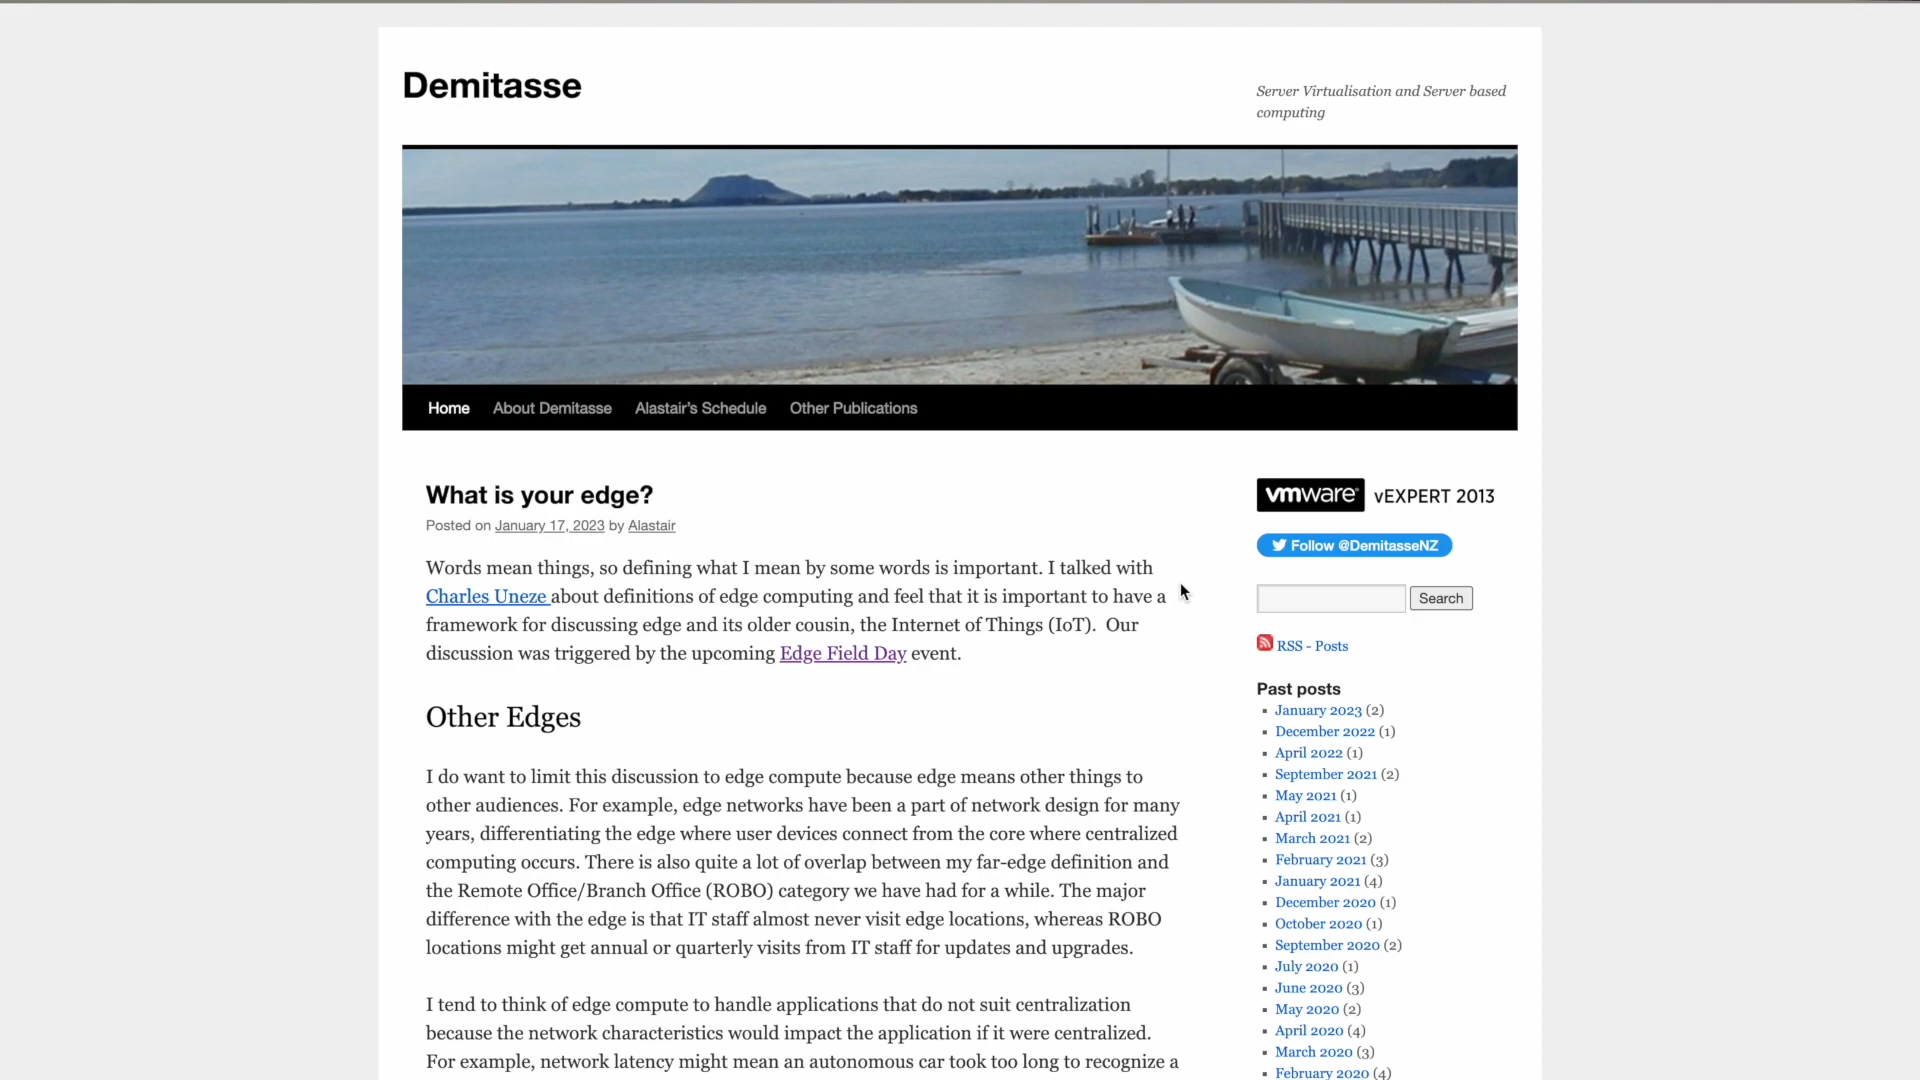 Demitasse
Server Virtualisation and Server based
computing
Home About Demitasse Alastair's Schedule Other Publications
What is your edge?
Posted on January 17, 2023 by Alastair
Words mean things, so defining what I mean by some words is important. I talked with
Charles Uneze about definitions of edge computing and feel that it is important to have a
framework for discussing edge and its older cousin, the Internet of Things (IoT).  Our
discussion was triggered by the upcoming Edge Field Day event.
Other Edges
I do want to limit this discussion to edge compute because edge means other things to
other audiences. For example, edge networks have been a part of network design for many
years, differentiating the edge where user devices connect from the core where centralized
computing occurs. There is also quite a lot of overlap between my far-edge definition and
the Remote Office/Branch Office (ROBO) category we have had for a while. The major
difference with the edge is that IT staff almost never visit edge locations, whereas ROBO
locations might get annual or quarterly visits from IT staff for updates and upgrades.
I tend to think of edge compute to handle applications that do not suit centralization
because the network characteristics would impact the application if it were centralized.
For example, network latency might mean an autonomous car took too long to recognize a
vmware® vEXPERT 2013
Follow @DemitasseNZ
Search
RSS - Posts
Past posts
January 2023 (2)
December 2022 (1)
April 2022 (1)
September 2021 (2)
May 2021 (1)
April 2021 (1)
March 2021 (2)
February 2021 (3)
January 2021 (4)
December 2020 (1)
October 2020 (1)
September 2020 (2)
July 2020 (1)
June 2020 (3)
May 2020 (2)
April 2020 (4)
March 2020 (3)
February 2020 (4)